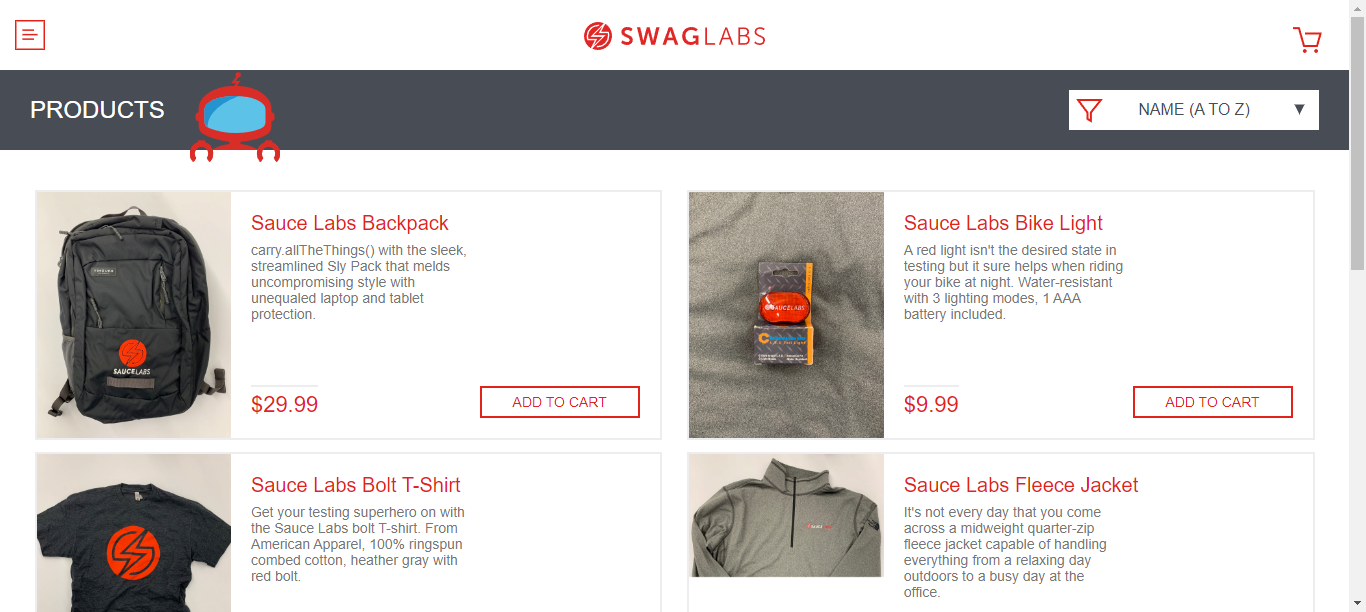 SWAGLABS
PRODUCTS
NAME (A TO Z)
SAUCELABS
Sauce Labs Backpack
carry.allTheThings() with the sleek,
streamlined Sly Pack that melds
uncompromising style with
unequaled laptop and tablet
protection.
$29.99
ADD TO CART
SAUCELABS
Sauce Labs Bike Light
A red light isn't the desired state in
testing but it sure helps when riding
your bike at night. Water-resistant
with 3 lighting modes, 1 AAA
battery included.
$9.99
ADD TO CART
Sauce Labs Bolt T-Shirt
Get your testing superhero on with
the Sauce Labs bolt T-shirt. From
American Apparel, 100% ringspun
combed cotton, heather gray with
red bolt.
Sauce Labs Fleece Jacket
It's not every day that you come
across a midweight quarter-zip
fleece jacket capable of handling
everything from a relaxing day
outdoors to a busy day at the
office.